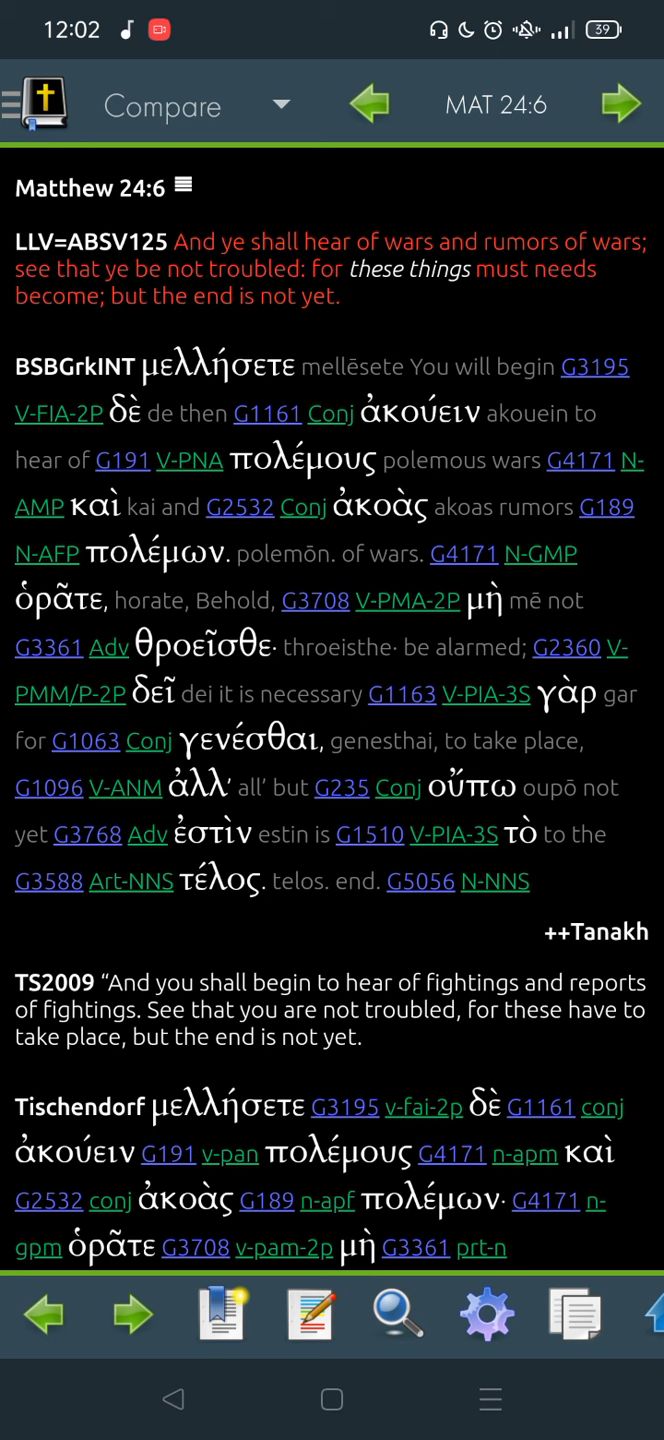 12:02
39
Compare
MAT 24:6
Matthew 24:6
LLV=ABSV125 And ye shall hear of wars and rumors of wars;
see that ye be not troubled: for these things must needs
become; but the end is not yet.
BSBGrkINT μελλήσετε mellēsete You will begin G3195
V-FIA-2P δὲ de then G1161 Conj ἀκούειν akouein to
hear of G191 V-PNA πολέμους polemous wars G4171 N-
AMP καὶ kai and G2532 Conj ἀκοὰς akoas rumors G189
N-AFP πολέμων. polemōn. of wars. G4171 N-GMP
ὁρᾶτε, horate, Behold, G3708 V-PMA-2P μὴ mē not
G3361 Adv θροεῖσθε· throeisthe· be alarmed; G2360 V-
PMM/P-2P δεῖ dei it is necessary G1163 V-PIA-3S γὰρ gar
for G1063 Conj γενέσθαι, genesthai, to take place,
G1096 V-ANM ἀλλ’ all’ but G235 Conj οὔπω oupō not
yet G3768 Adv ἐστὶν estin is G1510 V-PIA-3S τὸ to the
G3588 Art-NNS τέλος. telos. end. G5056 N-NNS
++Tanakh
TS2009 “And you shall begin to hear of fightings and reports
of fightings. See that you are not troubled, for these have to
take place, but the end is not yet.
Tischendorf μελλήσετε G3195 v-fai-2p δὲ G1161 conj
ἀκούειν G191 v-pan πολέμους G4171 n-apm καὶ
G2532 conj ἀκοὰς G189 n-apf πολέμων· G4171 n-
gpm ὁρᾶτε G3708 v-pam-2p μὴ G3361 prt-n